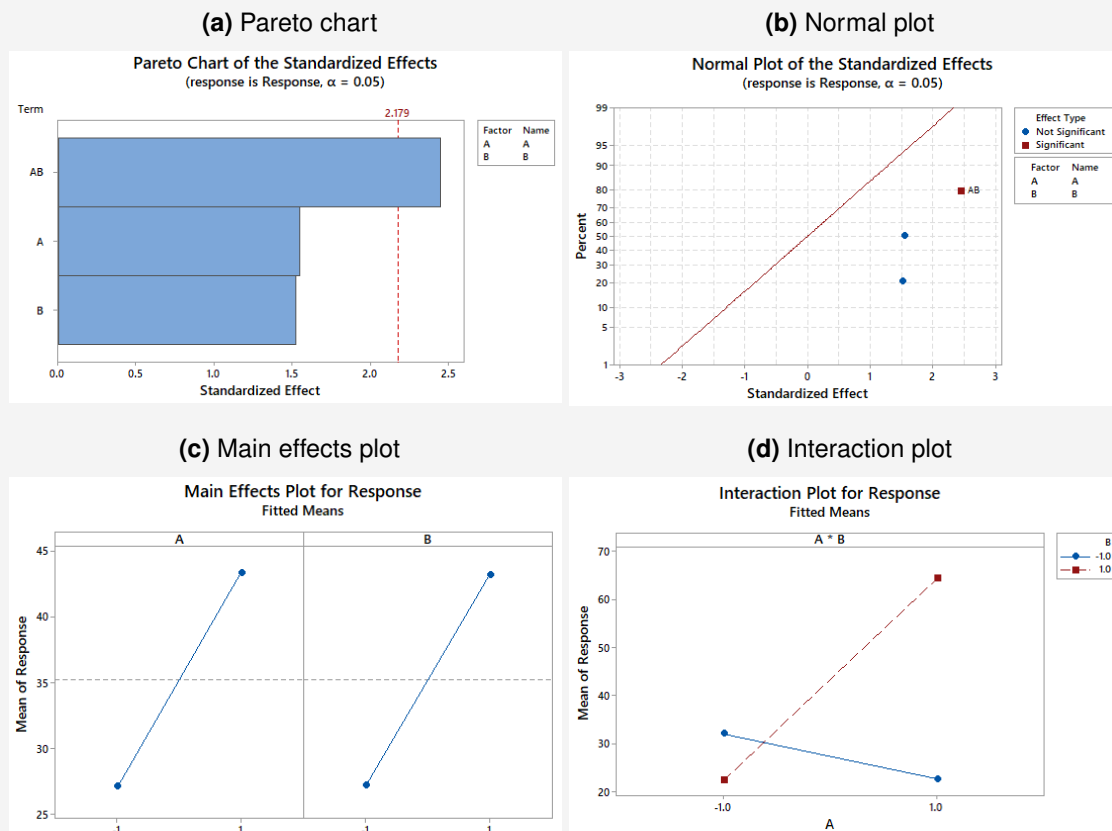 (a) Pareto chart
Pareto Chart of the Standardized Effects
(response is Response, α = 0.05)
Term
2.179
Factor Name
A A
B B
AB
A
B
0.0 0.5 1.0 1.5 2.0 2.5
Standardized Effect
(b) Normal plot
Normal Plot of the Standardized Effects
(response is Response, α = 0.05)
Effect Type
Not Significant
Significant
Factor Name
A A
B B
99
95
90
80
70
60
50
40
30
20
10
5
1
Percent
AB
-3 -2 -1 0 1 2 3
Standardized Effect
(c) Main effects plot
Main Effects Plot for Response
Fitted Means
A B
45
40
35
30
25
Mean of Response
-1 1 -1 1
(d) Interaction plot
Interaction Plot for Response
Fitted Means
A * B
B
-1.0
1.0
70
60
50
40
30
20
Mean of Response
-1.0 1.0
A